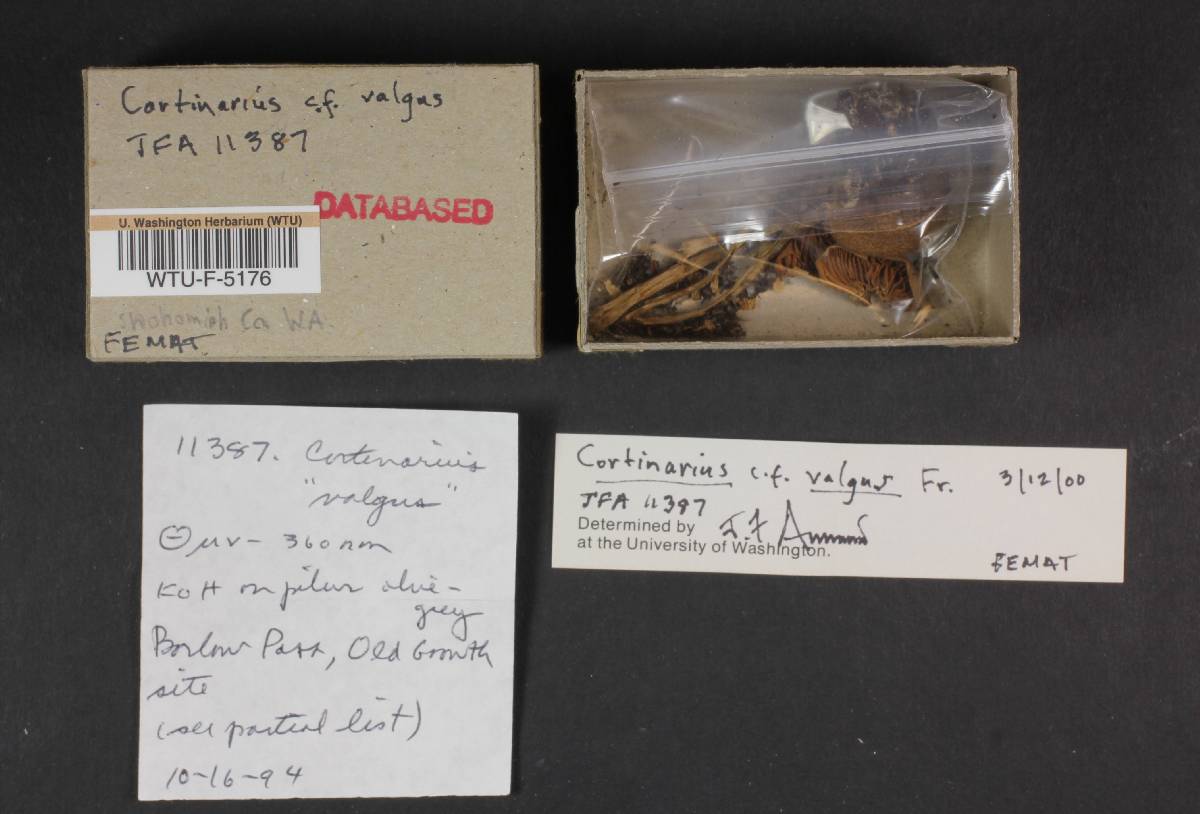 Cortinarius c.f. valgus
JFA 11387
DATABASED
U. Washington Herbarium (WTU)
WTU-F-5176
Snohomish Co WA.
FEMAT
11387. Cortinarius
"valgus"
⊖ uv - 360 nm
KOH on pileus olive-
grey
Barlow Pass, Old Growth
site
(see partial list)
10-16-94
Cortinarius c.f. valgus Fr. 3/12/00
JFA 11387
Determined by J. F. Ammirati
at the University of Washington.
FEMAT